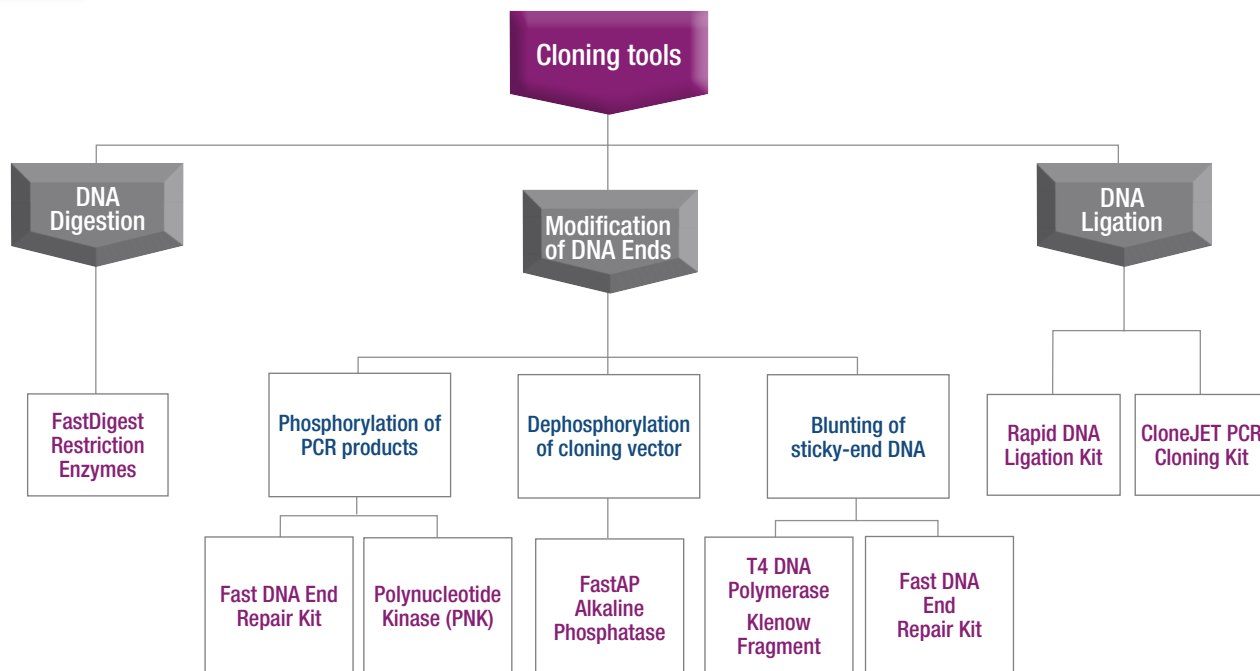 Cloning tools
DNA
Digestion
Modification
of DNA Ends
DNA
Ligation
FastDigest
Restriction
Enzymes
Phosphorylation of
PCR products
Dephosphorylation
of cloning vector
Blunting of
sticky-end DNA
Rapid DNA
Ligation Kit
CloneJET PCR
Cloning Kit
Fast DNA End
Repair Kit
Polynucleotide
Kinase (PNK)
FastAP
Alkaline
Phosphatase
T4 DNA
Polymerase
Klenow
Fragment
Fast DNA
End
Repair Kit